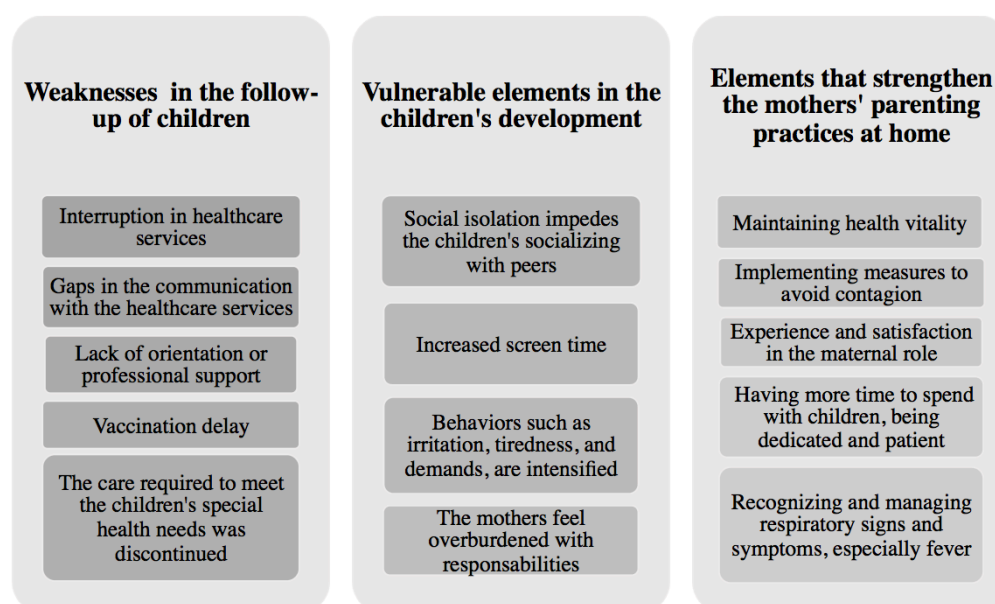 Weaknesses in the follow-
up of children
Interruption in healthcare
services
Gaps in the communication
with the healthcare services
Lack of orientation or
professional support
Vaccination delay
The care required to meet
the children's special
health needs was
discontinued
Vulnerable elements in the
children's development
Social isolation impedes
the children's socializing
with peers
Increased screen time
Behaviors such as
irritation, tiredness, and
demands, are intensified
The mothers feel
overburdened with
responsabilities
Elements that strengthen
the mothers' parenting
practices at home
Maintaining health vitality
Implementing measures to
avoid contagion
Experience and satisfaction
in the maternal role
Having more time to spend
with children, being
dedicated and patient
Recognizing and managing
respiratory signs and
symptoms, especially fever